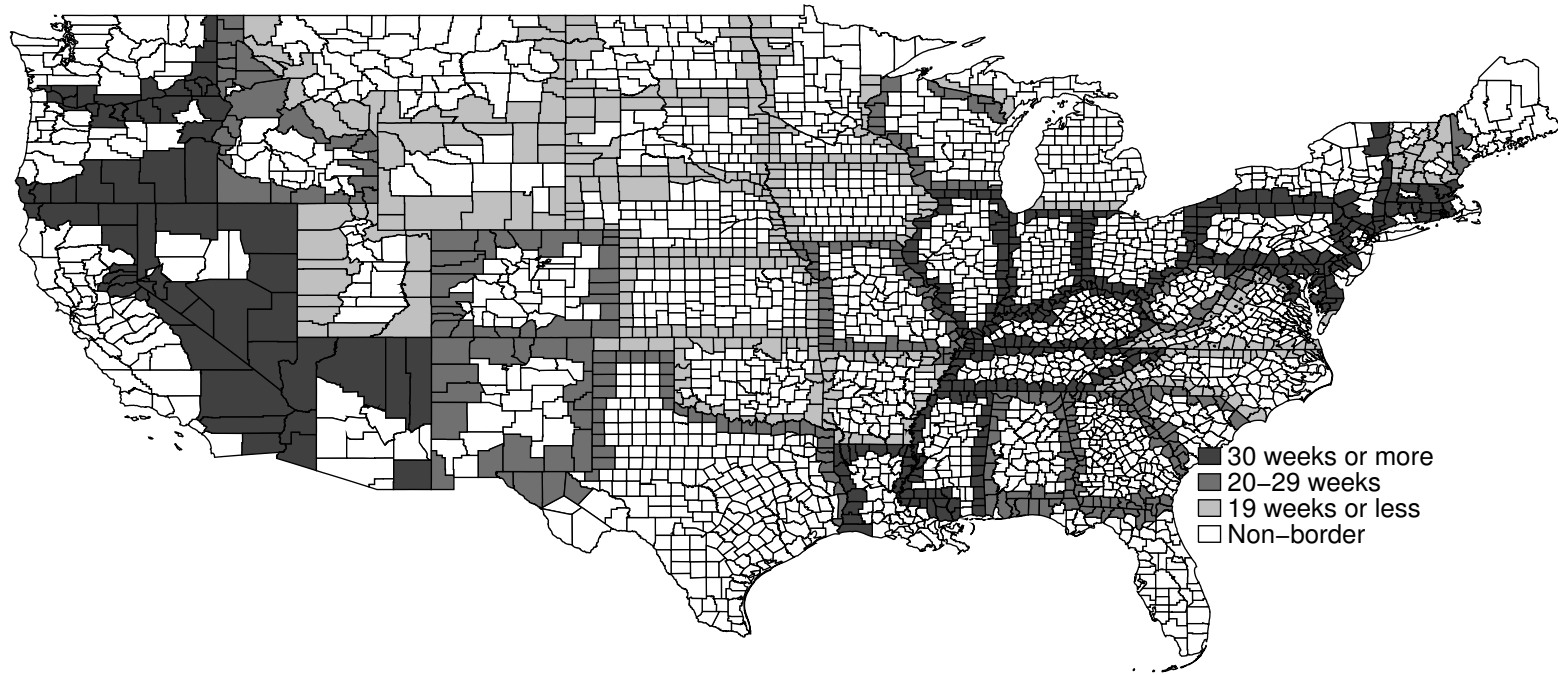 30 weeks or more
20−29 weeks
19 weeks or less
Non−border